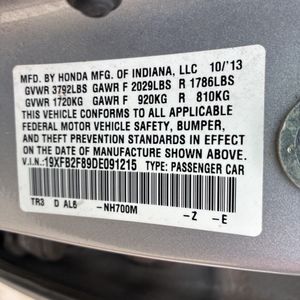 MFD. BY HONDA MFG. OF INDIANA, LLC 10/'13
GVWR 3792LBS GAWR F 2029LBS R 1786LBS
GVWR 1720KG GAWR F 920KG R 810KG
THIS VEHICLE CONFORMS TO ALL APPLICABLE
FEDERAL MOTOR VEHICLE SAFETY, BUMPER,
AND THEFT PREVENTION STANDARDS IN EFFECT
ON THE DATE OF MANUFACTURE SHOWN ABOVE.
V.I.N:19XFB2F89DE091215 TYPE: PASSENGER CAR
TR3 D AL6 -NH700M -Z -E